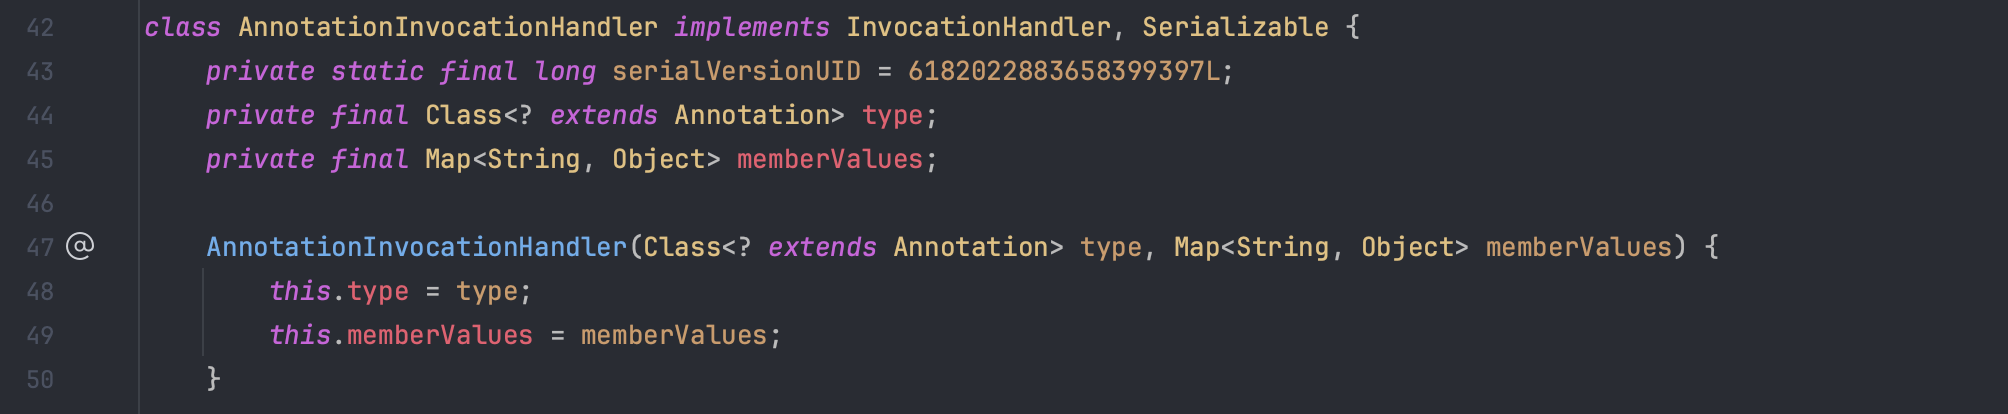 42 class AnnotationInvocationHandler implements InvocationHandler, Serializable {
43     private static final long serialVersionUID = 6182022883658399397L;
44     private final Class<? extends Annotation> type;
45     private final Map<String, Object> memberValues;
46
47 @     AnnotationInvocationHandler(Class<? extends Annotation> type, Map<String, Object> memberValues) {
48         this.type = type;
49         this.memberValues = memberValues;
50     }